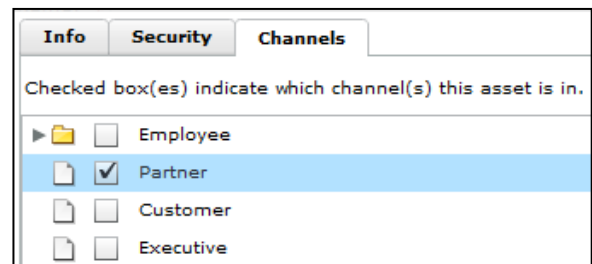 Info Security Channels
Checked box(es) indicate which channel(s) this asset is in.
Employee
Partner
Customer
Executive